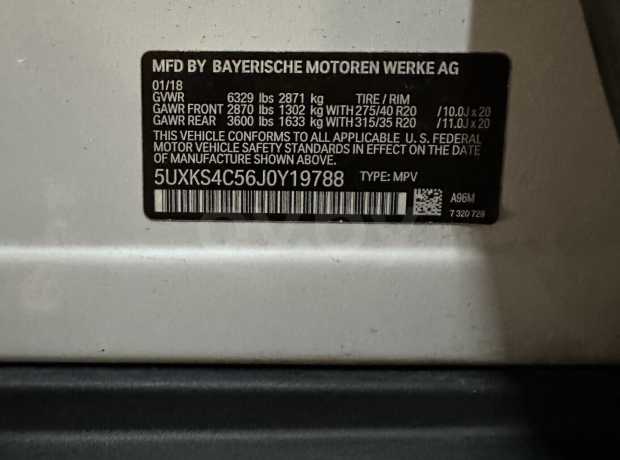 MFD BY BAYERISCHE MOTOREN WERKE AG
01/18
GVWR 6329 lbs 2871 kg TIRE / RIM
GAWR FRONT 2870 lbs 1302 kg WITH 275/40 R20 /10.0J x 20
GAWR REAR 3600 lbs 1633 kg WITH 315/35 R20 /11.0J x 20
THIS VEHICLE CONFORMS TO ALL APPLICABLE U. S. FEDERAL
MOTOR VEHICLE SAFETY STANDARDS IN EFFECT ON THE
DATE OF MANUFACTURE SHOWN ABOVE.
5UXKS4C56J0Y19788 TYPE: MPV
A96M
7 320 728